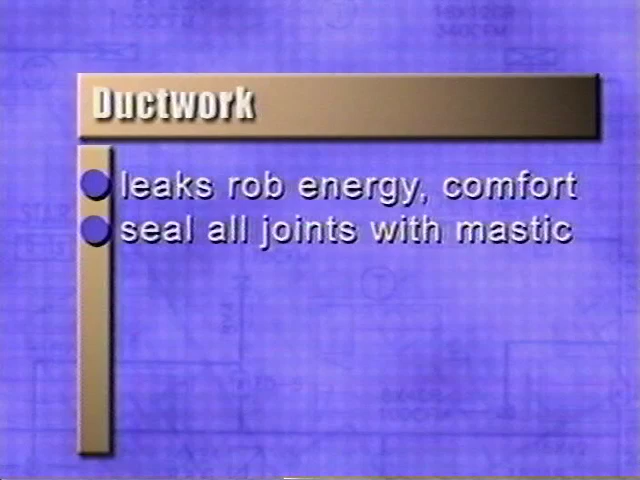 Ductwork
leaks rob energy, comfort
seal all joints with mastic